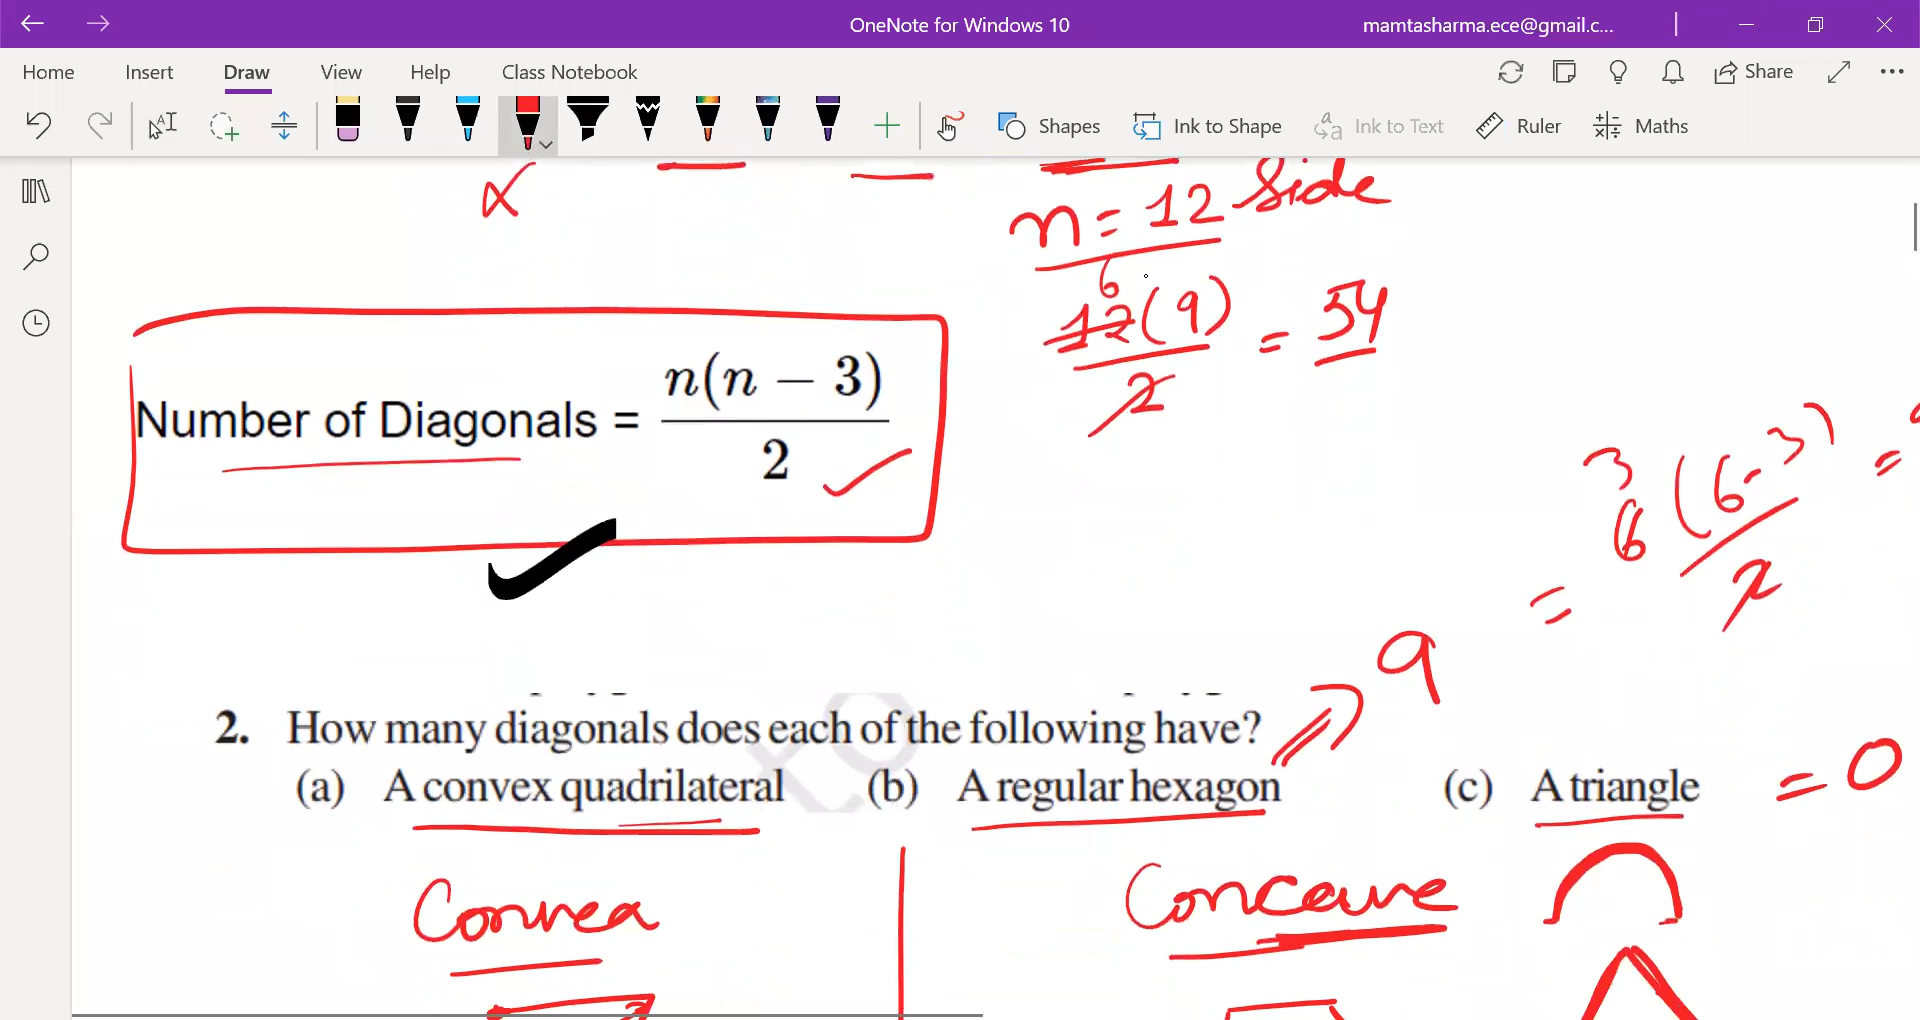 OneNote for Windows 10
mamtasharma.ece@gmail.c...
Home Insert Draw View Help Class Notebook Share
Shapes Ink to Shape Ink to Text Ruler Maths
n = 12 Side
6
12(9)/2 = 54
Number of Diagonals = n(n − 3)/2
3
6(6-3)/2 =
= 9
2. How many diagonals does each of the following have?
(a) A convex quadrilateral (b) A regular hexagon (c) A triangle = 0
Convex Concave